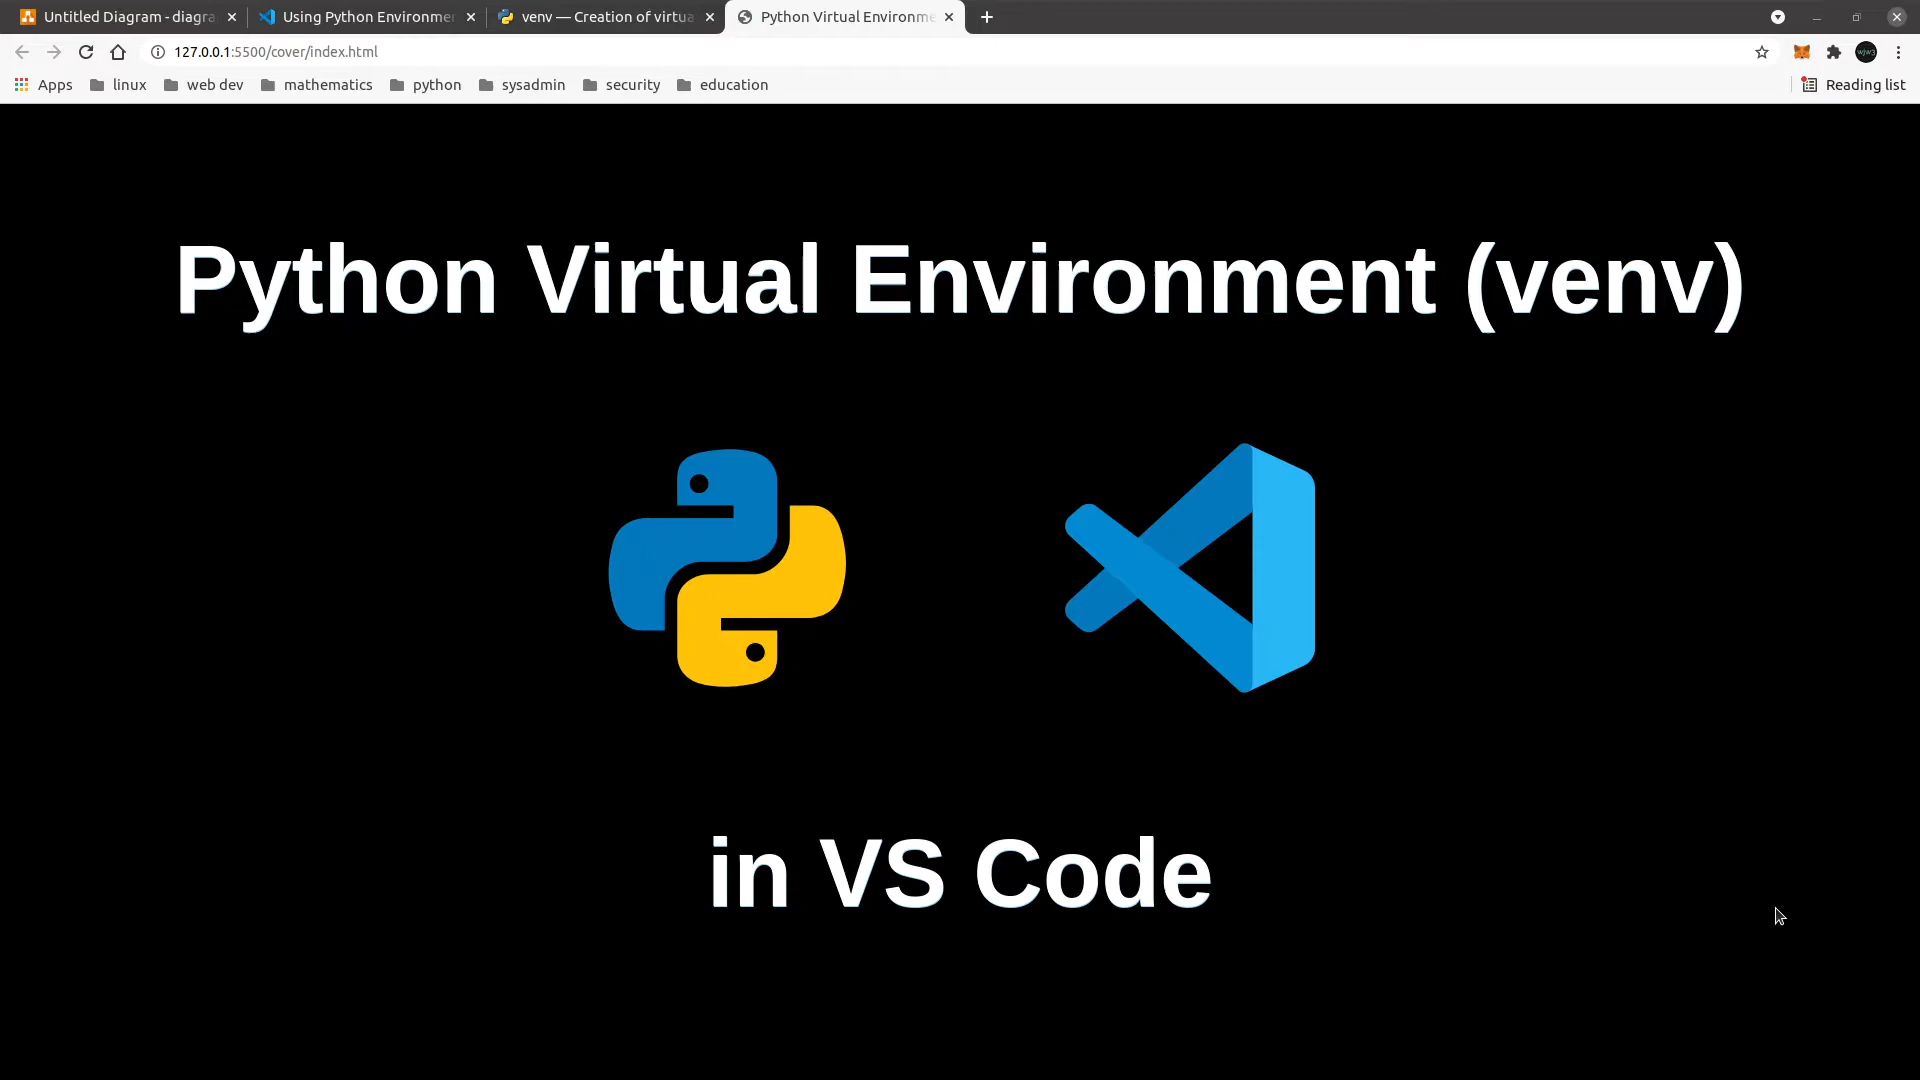 Untitled Diagram - diagra
Using Python Environmen
venv — Creation of virtua
Python Virtual Environme
127.0.0.1:5500/cover/index.html
Apps
linux
web dev
mathematics
python
sysadmin
security
education
Reading list
Python Virtual Environment (venv)
in VS Code